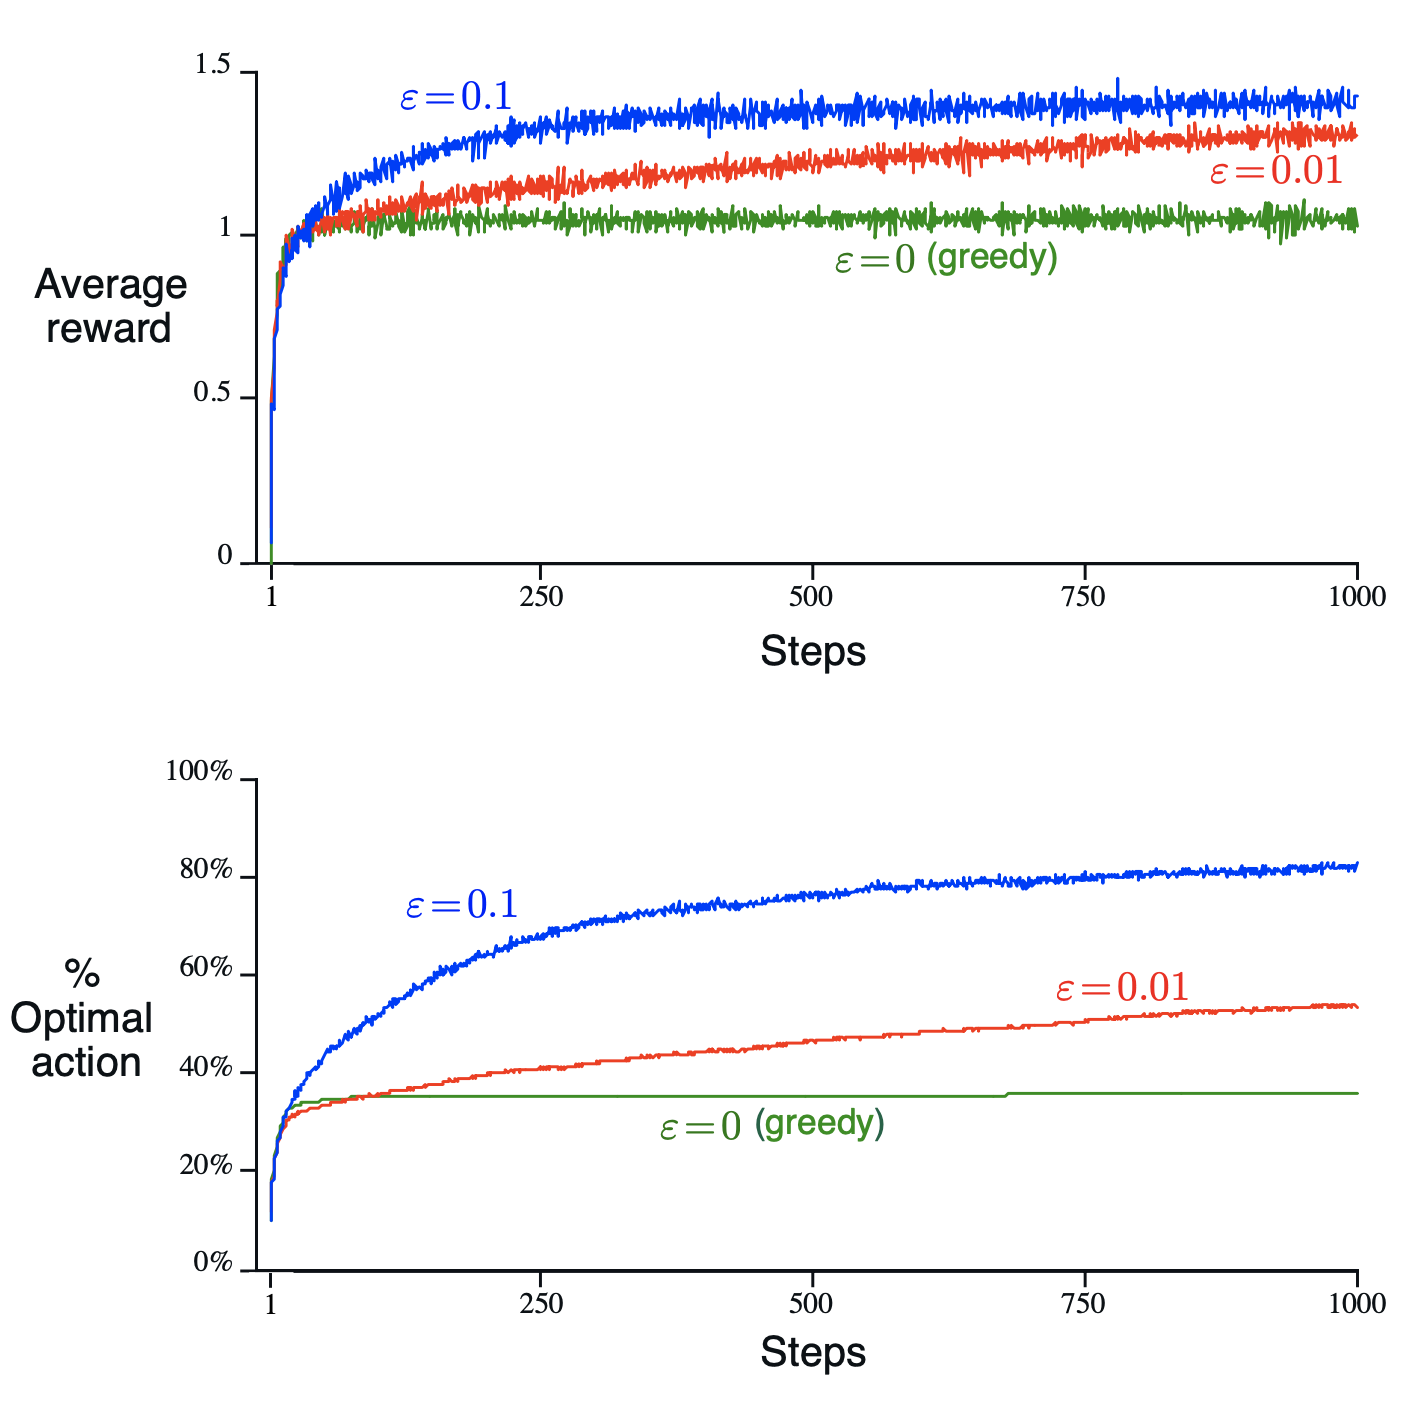 1.5
ε=0.1
ε=0.01
1
ε=0 (greedy)
Average
reward
0.5
0
1 250 500 750 1000
Steps
100%
80%
ε=0.1
60%
ε=0.01
%
Optimal
action
40%
ε=0 (greedy)
20%
0%
1 250 500 750 1000
Steps